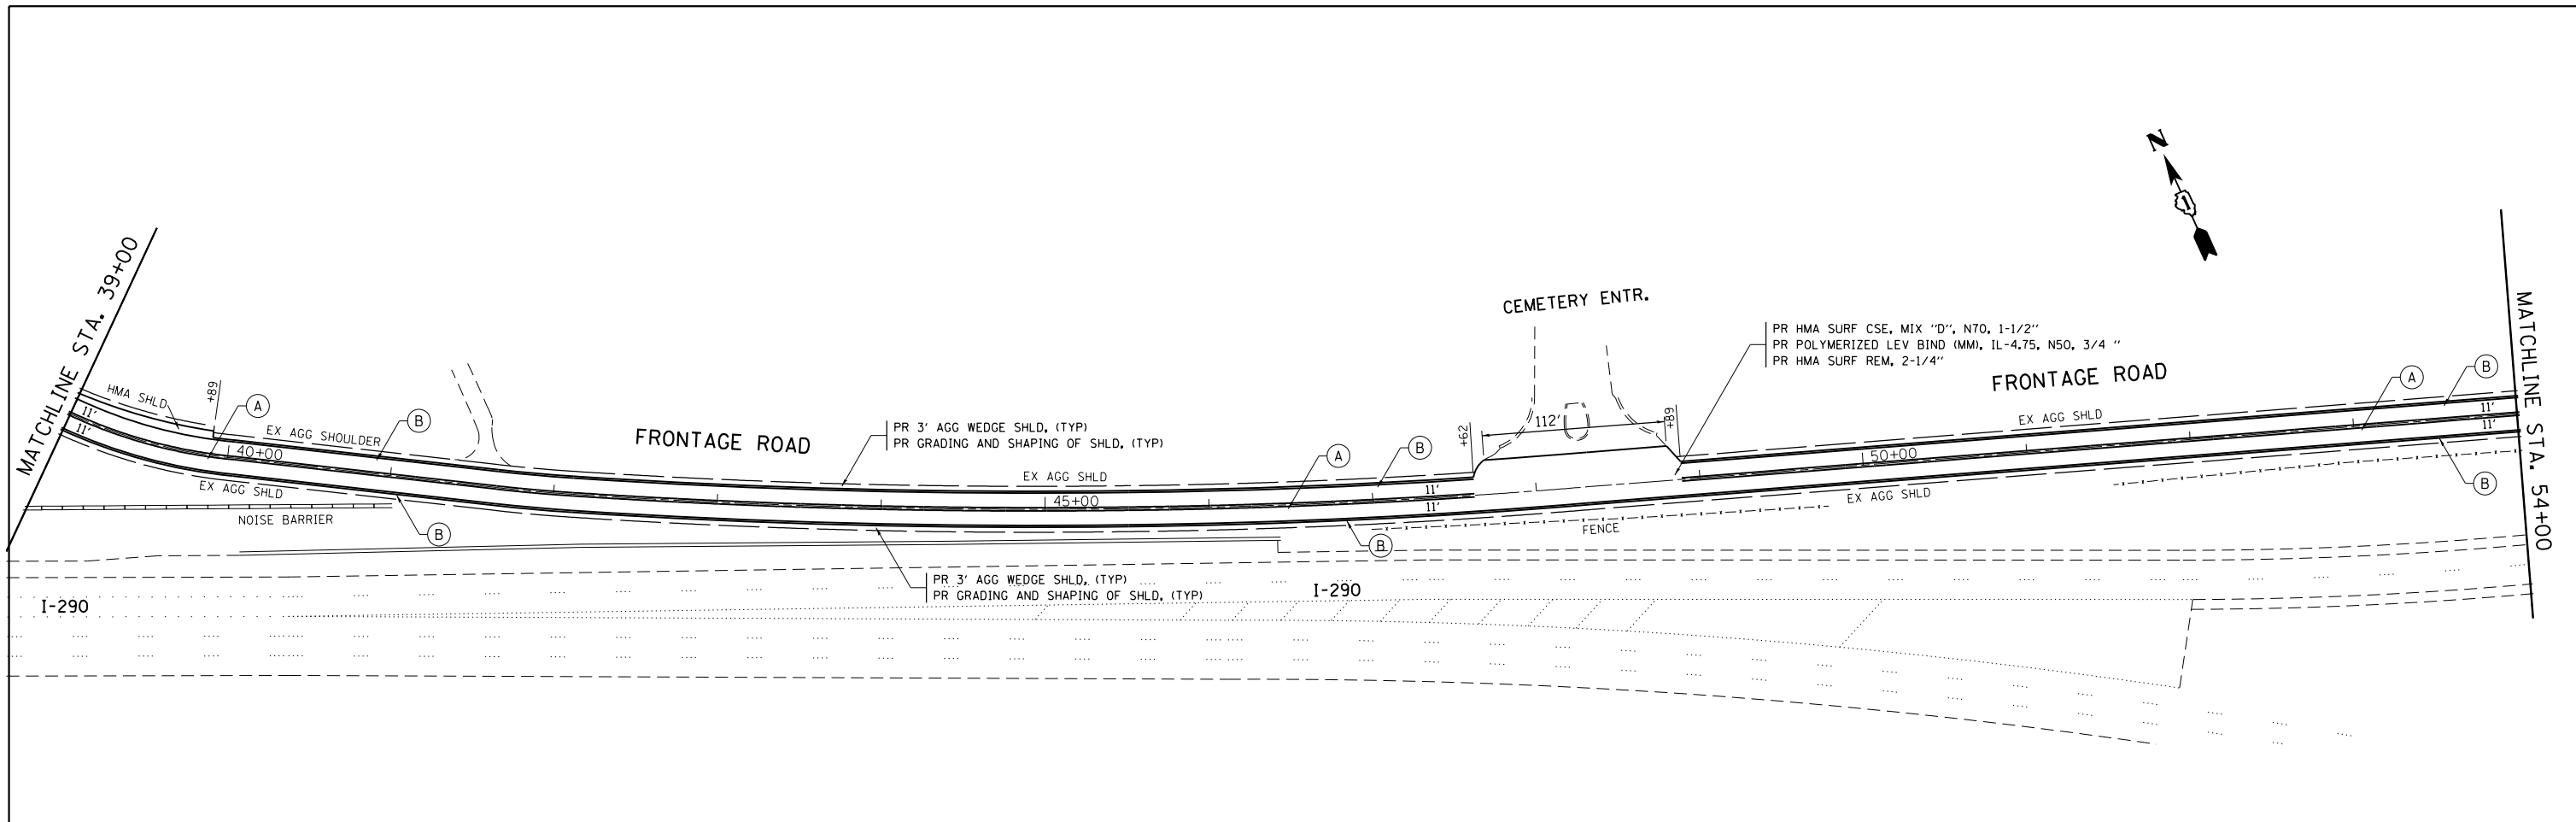 MATCHLINE STA. 39+00
HMA SHLD
+89
A
B
11'
11'
EX AGG SHOULDER
40+00
EX AGG SHLD
NOISE BARRIER
B
FRONTAGE ROAD
PR 3' AGG WEDGE SHLD, (TYP)
PR GRADING AND SHAPING OF SHLD, (TYP)
EX AGG SHLD
45+00
A
B
11'
11'
B
PR 3' AGG WEDGE SHLD, (TYP)
PR GRADING AND SHAPING OF SHLD, (TYP)
I-290
I-290
CEMETERY ENTR.
+62
112'
+89
PR HMA SURF CSE, MIX "D", N70, 1-1/2"
PR POLYMERIZED LEV BIND (MM), IL-4.75, N50, 3/4 "
PR HMA SURF REM, 2-1/4"
FENCE
N
FRONTAGE ROAD
EX AGG SHLD
50+00
EX AGG SHLD
A
B
11'
11'
B
MATCHLINE STA. 54+00